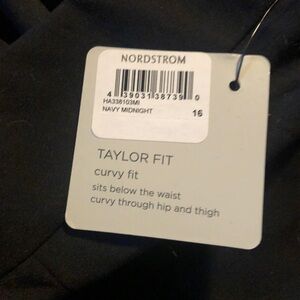 NORDSTROM
4 39031 38739 0
HA338103MI
NAVY MIDNIGHT 16
TAYLOR FIT
curvy fit
sits below the waist
curvy through hip and thigh